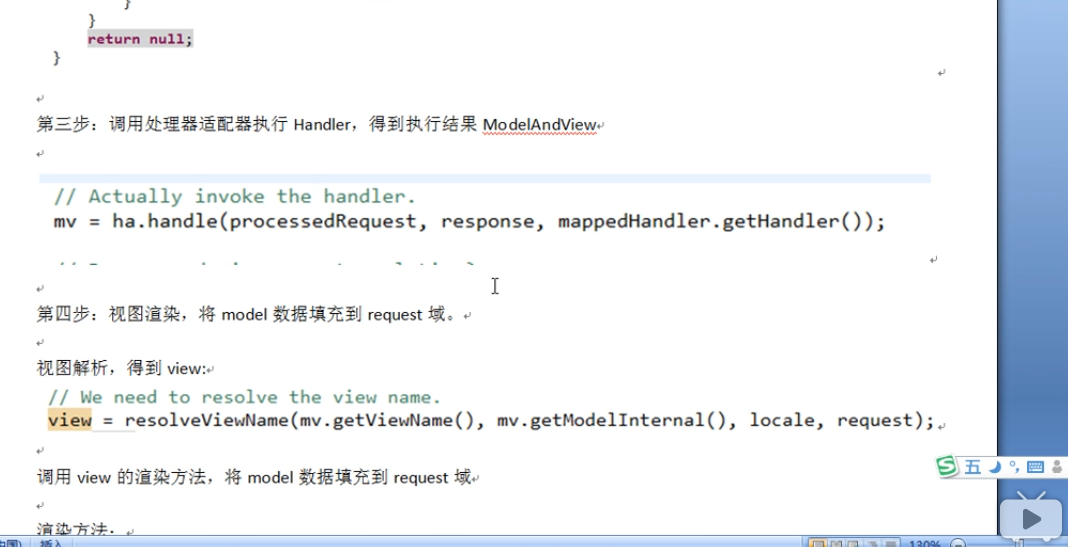 }
}
return null;
}
第三步：调用处理器适配器执行 Handler，得到执行结果 ModelAndView
// Actually invoke the handler.
mv = ha.handle(processedRequest, response, mappedHandler.getHandler());
第四步：视图渲染，将 model 数据填充到 request 域。
视图解析，得到 view:
// We need to resolve the view name.
view = resolveViewName(mv.getViewName(), mv.getModelInternal(), locale, request);
调用 view 的渲染方法，将 model 数据填充到 request 域
渲染方法：
五
插入
130%